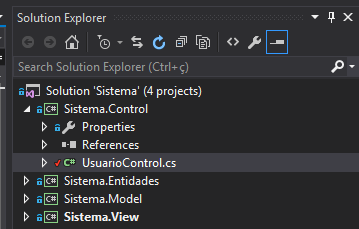 Solution Explorer
Search Solution Explorer (Ctrl+ç)
Solution 'Sistema' (4 projects)
C# Sistema.Control
Properties
References
C# UsuarioControl.cs
C# Sistema.Entidades
C# Sistema.Model
C# Sistema.View